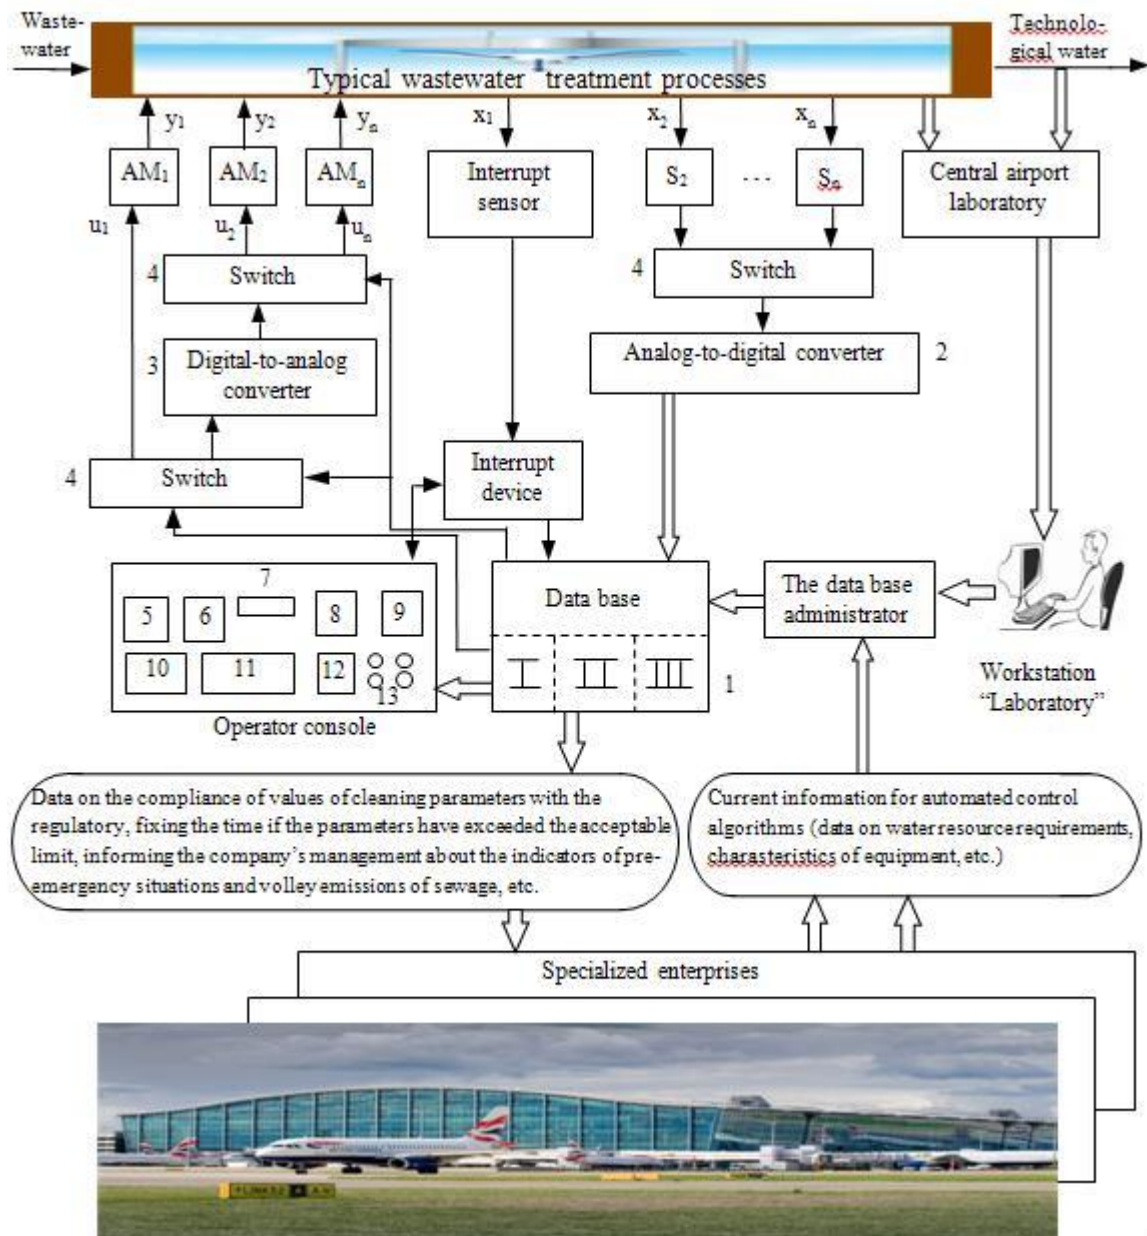 Waste-
water
Technolo-
gical water
Typical wastewater treatment processes
y₁
y₂
yₙ
x₁
x₂
xₙ
AM₁
AM₂
AMₙ
Interrupt
sensor
S₂
...
Sₙ
Central airport
laboratory
u₁
u₂
uₙ
4
Switch
4
Switch
3
Digital-to-analog
converter
Analog-to-digital converter
2
4
Switch
Interrupt
device
7
5
6
8
9
10
11
12
13
Operator console
Data base
1
The data base
administrator
Workstation
“Laboratory”
Data on the compliance of values of cleaning parameters with the
regulatory, fixing the time if the parameters have exceeded the acceptable
limit, informing the company’s management about the indicators of pre-
emergency situations and volley emissions of sewage, etc.
Current information for automated control
algorithms (data on water resource requirements,
charasteristics of equipment, etc.)
Specialized enterprises